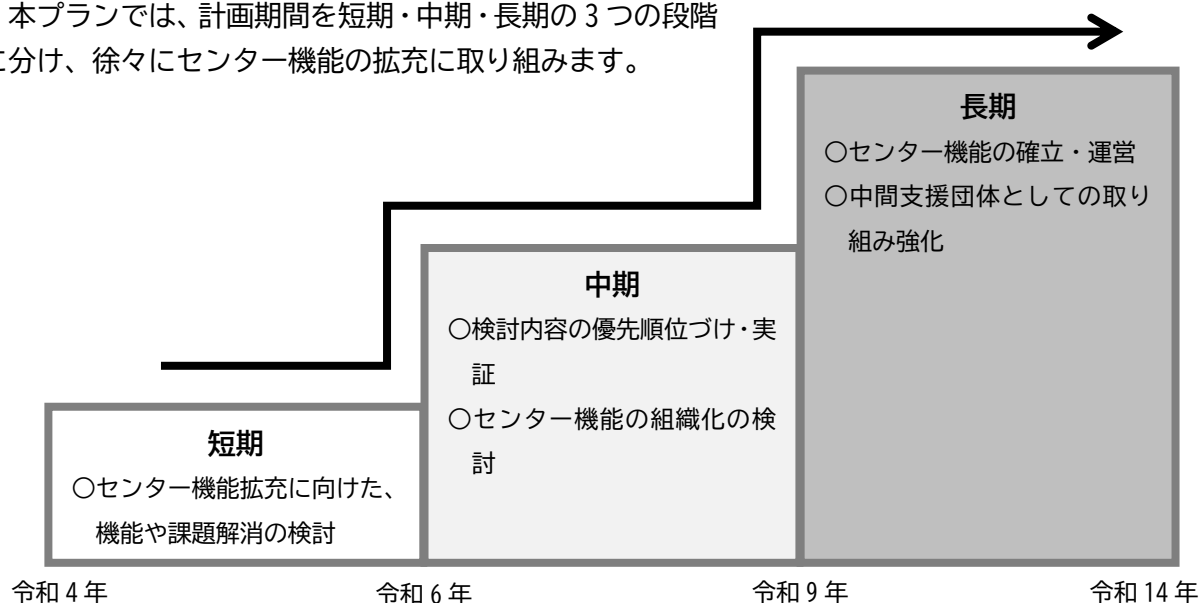 本プランでは、計画期間を短期・中期・長期の3つの段階
に分け、徐々にセンター機能の拡充に取り組みます。
長期
○センター機能の確立・運営
○中間支援団体としての取り
組み強化
中期
○検討内容の優先順位づけ・実
証
○センター機能の組織化の検
討
短期
○センター機能拡充に向けた、
機能や課題解消の検討
令和4年
令和6年
令和9年
令和14年